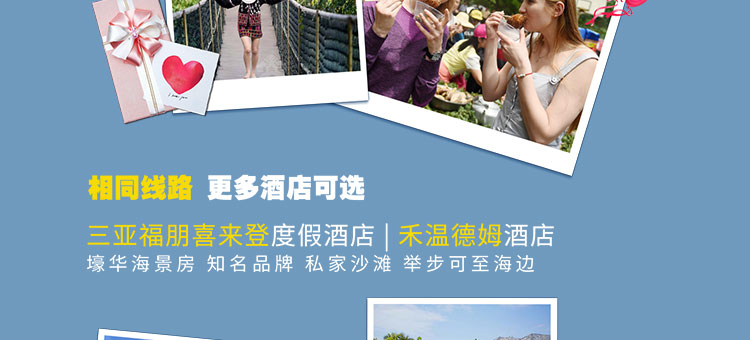 相同线路 更多酒店可选
三亚福朋喜来登度假酒店 | 禾温德姆酒店
壕华海景房 知名品牌 私家沙滩 举步可至海边